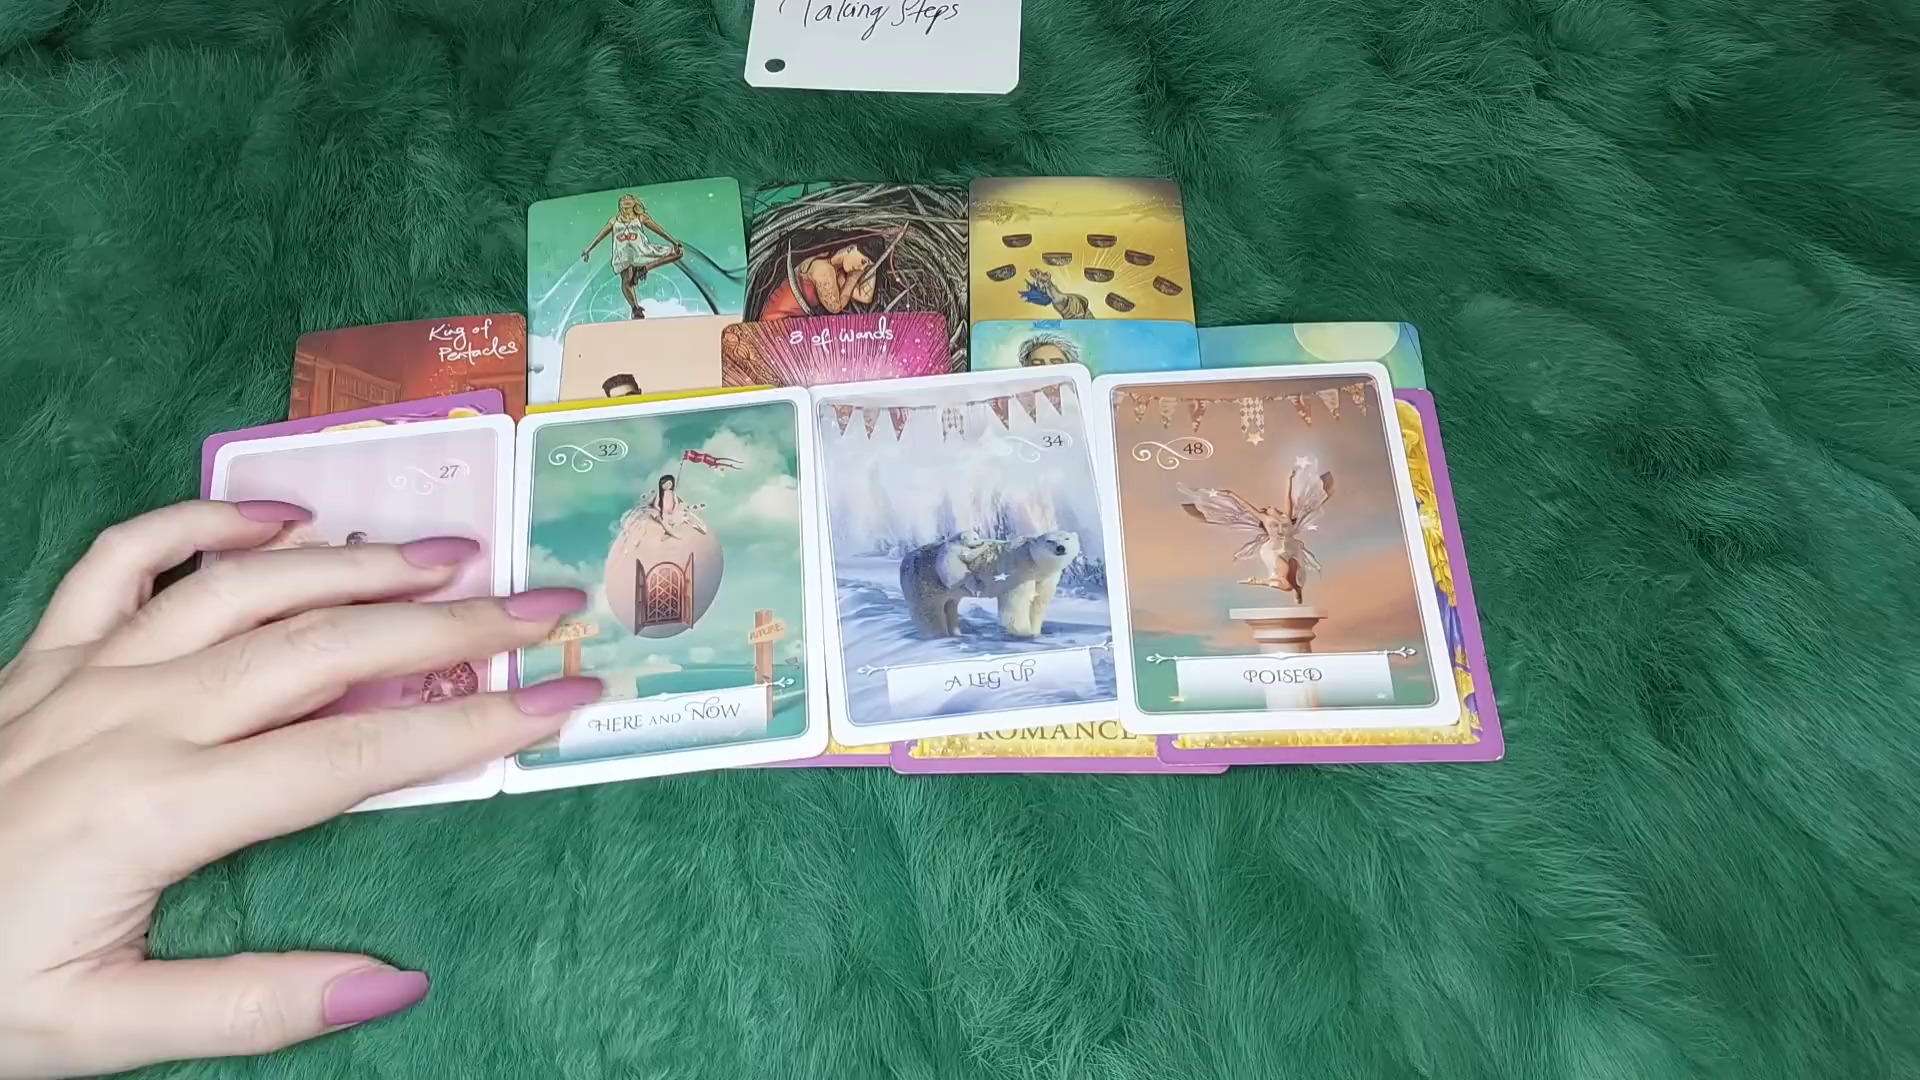 Taking Steps
King of
Pentacles
8 of Wands
27
32
34
48
PAST
FUTURE
HERE AND NOW
A LEG UP
POISED
ROMANCE